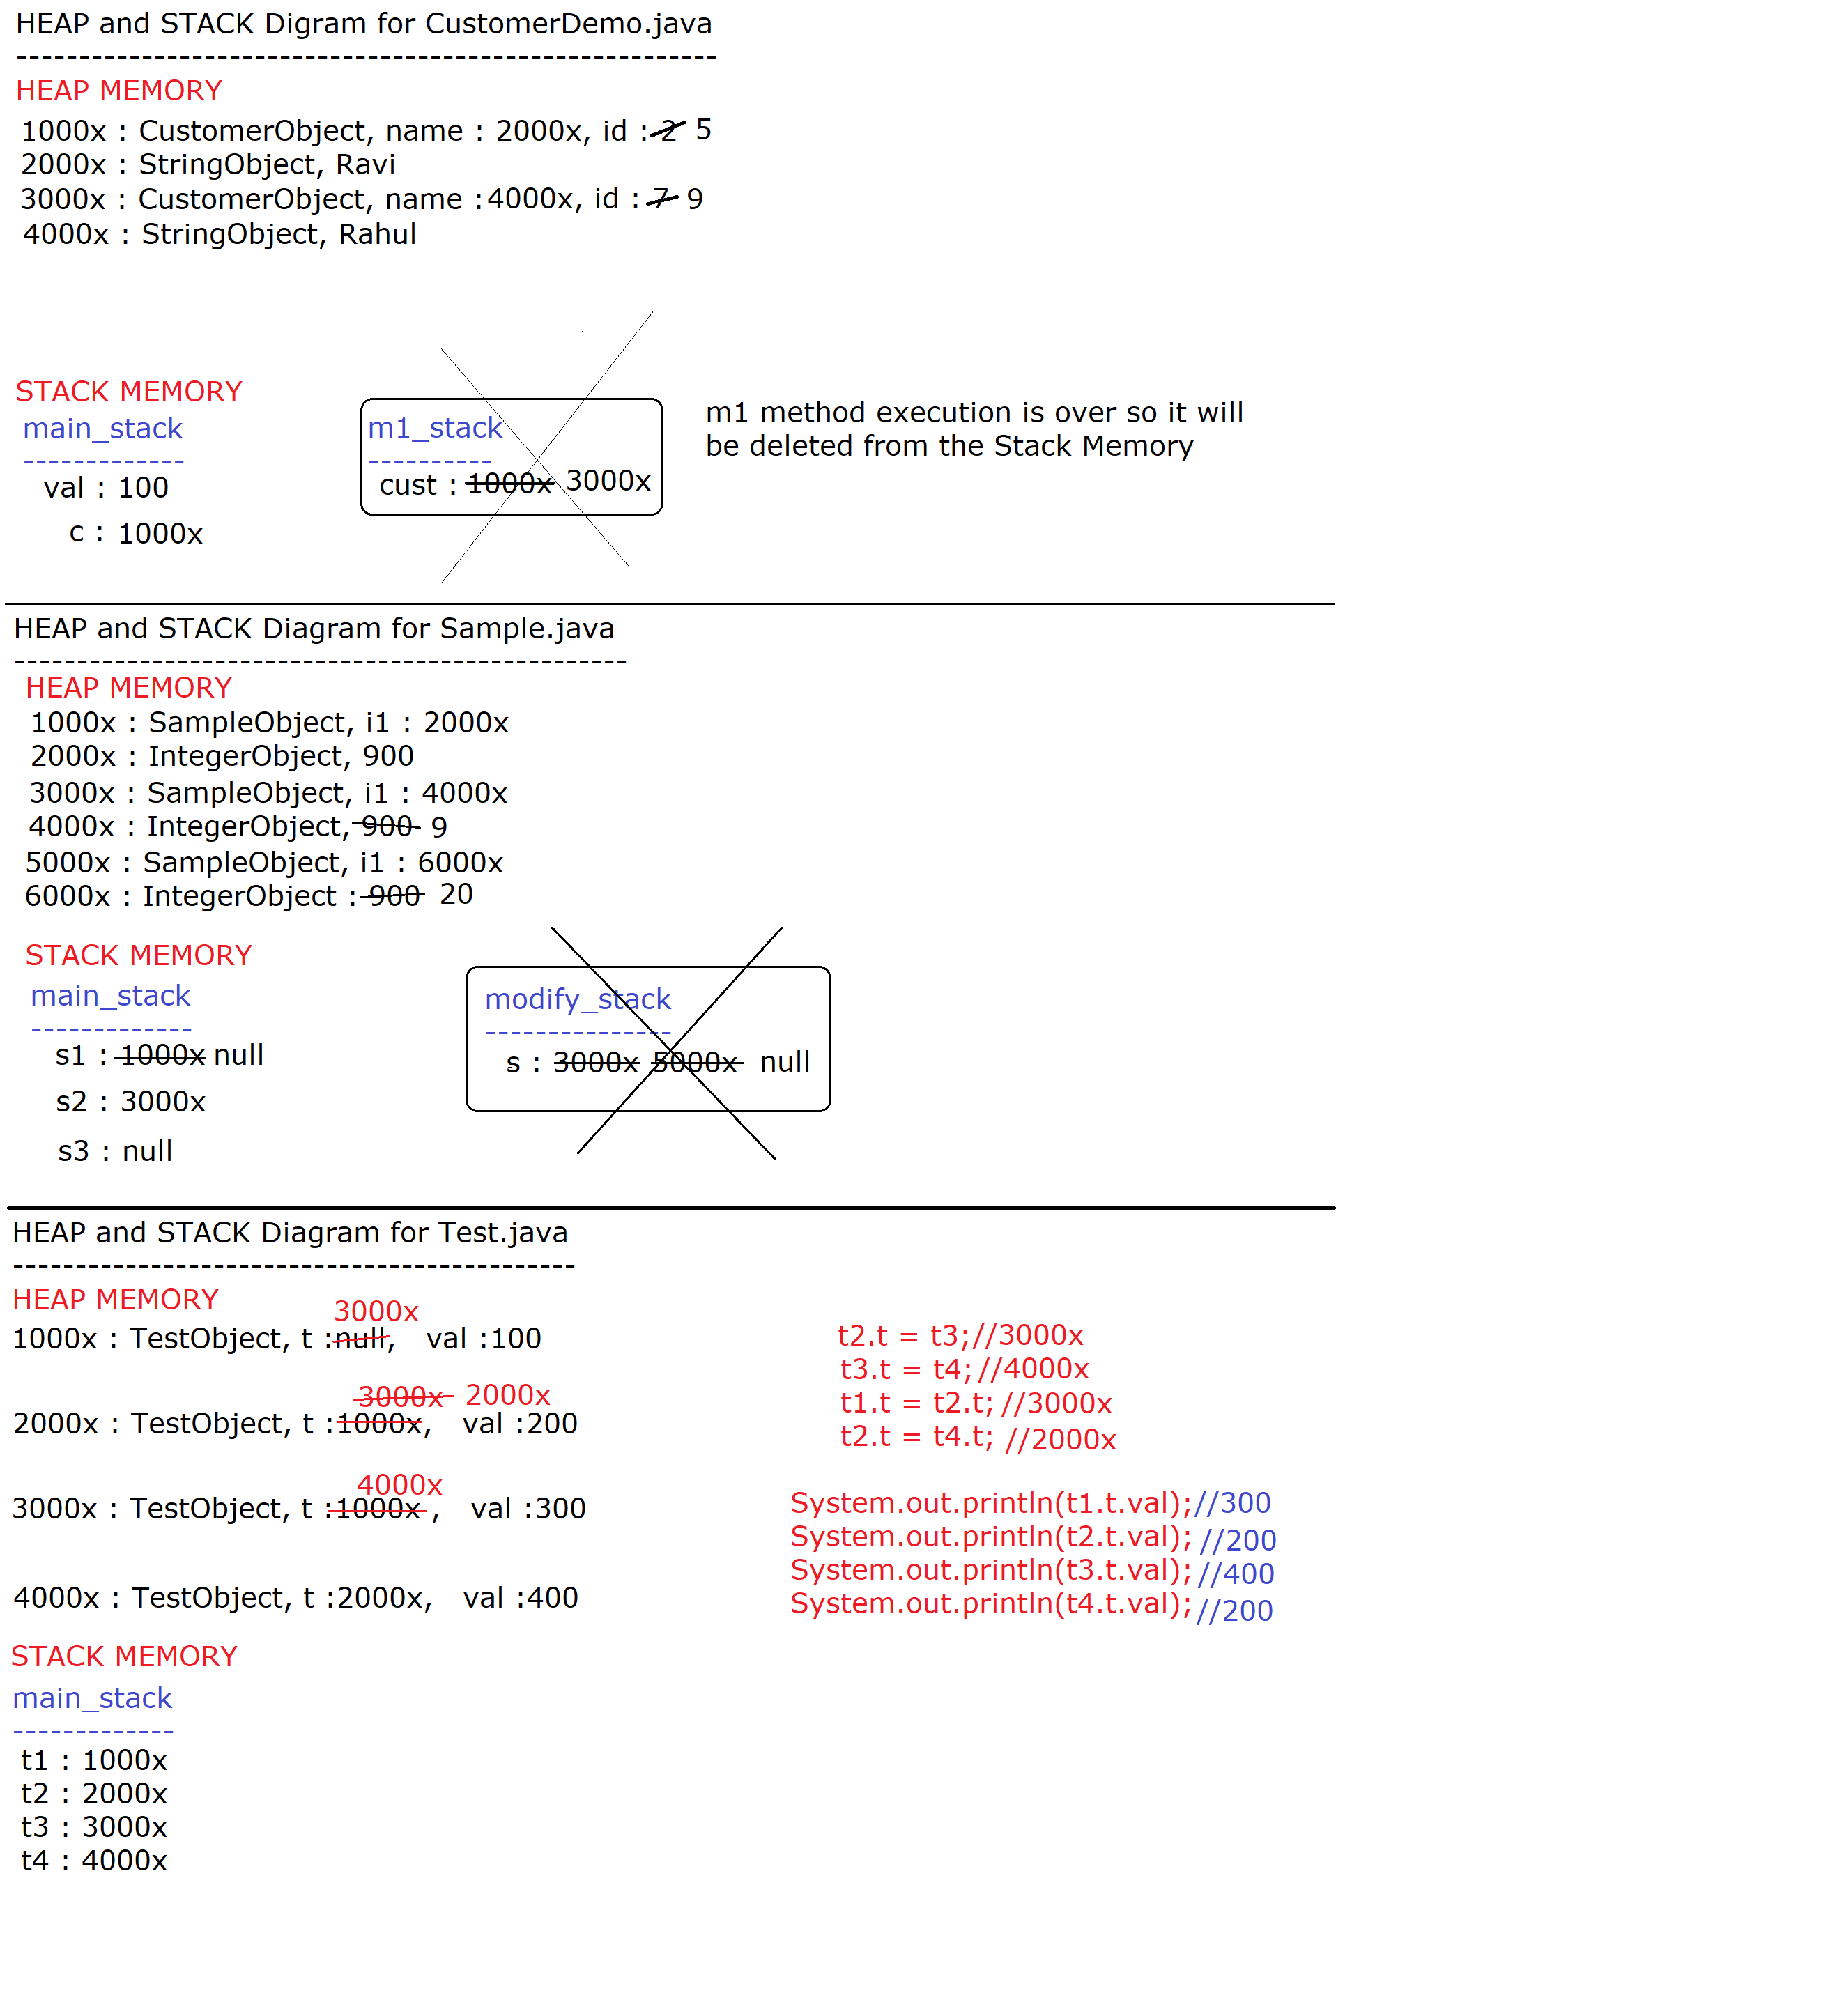 HEAP and STACK Digram for CustomerDemo.java
--------------------------------------------------------
HEAP MEMORY
1000x : CustomerObject, name : 2000x, id : 2 5
2000x : StringObject, Ravi
3000x : CustomerObject, name :4000x, id : 7 9
4000x : StringObject, Rahul
STACK MEMORY
main_stack
-------------
val : 100
c : 1000x
m1_stack
----------
cust : 1000x 3000x
m1 method execution is over so it will
be deleted from the Stack Memory
HEAP and STACK Diagram for Sample.java
-------------------------------------------------
HEAP MEMORY
1000x : SampleObject, i1 : 2000x
2000x : IntegerObject, 900
3000x : SampleObject, i1 : 4000x
4000x : IntegerObject, 900 9
5000x : SampleObject, i1 : 6000x
6000x : IntegerObject : 900 20
STACK MEMORY
main_stack
-------------
s1 : 1000x null
s2 : 3000x
s3 : null
modify_stack
---------------
s : 3000x 5000x null
HEAP and STACK Diagram for Test.java
---------------------------------------------
HEAP MEMORY
3000x
1000x : TestObject, t :null, val :100
3000x 2000x
2000x : TestObject, t :1000x, val :200
4000x
3000x : TestObject, t :1000x , val :300
4000x : TestObject, t :2000x, val :400
t2.t = t3;//3000x
t3.t = t4;//4000x
t1.t = t2.t; //3000x
t2.t = t4.t; //2000x
System.out.println(t1.t.val);//300
System.out.println(t2.t.val); //200
System.out.println(t3.t.val); //400
System.out.println(t4.t.val); //200
STACK MEMORY
main_stack
-------------
t1 : 1000x
t2 : 2000x
t3 : 3000x
t4 : 4000x